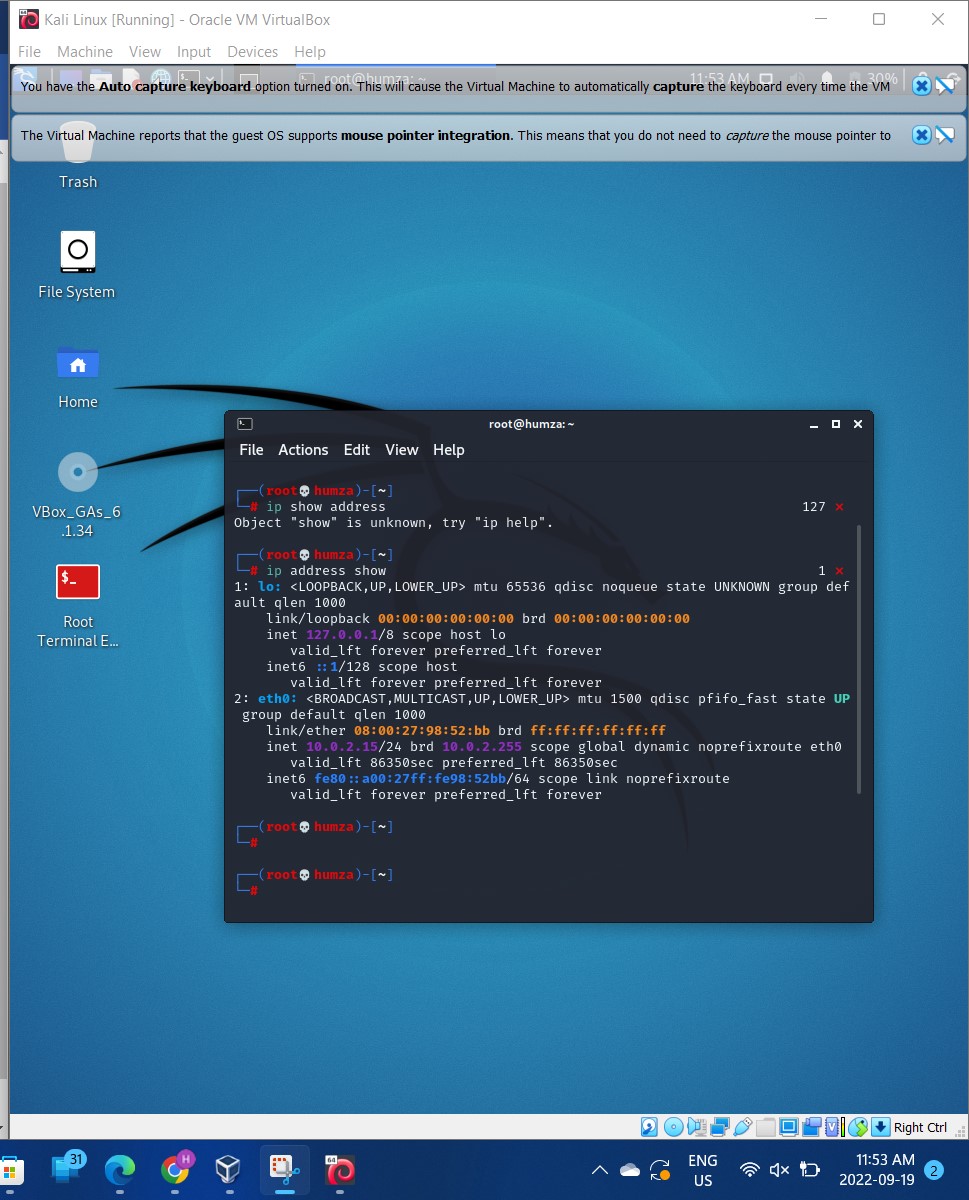 Kali Linux [Running] - Oracle VM VirtualBox
File Machine View Input Devices Help
root@humza: ~ 11:53 AM 30%
You have the Auto capture keyboard option turned on. This will cause the Virtual Machine to automatically capture the keyboard every time the VM
The Virtual Machine reports that the guest OS supports mouse pointer integration. This means that you do not need to capture the mouse pointer to
Trash
File System
Home
VBox_GAs_6
.1.34
$_
Root
Terminal E...
root@humza: ~
File Actions Edit View Help
┌──(root💀humza)-[~]
└─# ip show address 127 ⨯
Object "show" is unknown, try "ip help".
┌──(root💀humza)-[~]
└─# ip address show 1 ⨯
1: lo: <LOOPBACK,UP,LOWER_UP> mtu 65536 qdisc noqueue state UNKNOWN group def
ault qlen 1000
link/loopback 00:00:00:00:00:00 brd 00:00:00:00:00:00
inet 127.0.0.1/8 scope host lo
valid_lft forever preferred_lft forever
inet6 ::1/128 scope host
valid_lft forever preferred_lft forever
2: eth0: <BROADCAST,MULTICAST,UP,LOWER_UP> mtu 1500 qdisc pfifo_fast state UP
group default qlen 1000
link/ether 08:00:27:98:52:bb brd ff:ff:ff:ff:ff:ff
inet 10.0.2.15/24 brd 10.0.2.255 scope global dynamic noprefixroute eth0
valid_lft 86350sec preferred_lft 86350sec
inet6 fe80::a00:27ff:fe98:52bb/64 scope link noprefixroute
valid_lft forever preferred_lft forever
┌──(root💀humza)-[~]
└─#
┌──(root💀humza)-[~]
└─#
Right Ctrl
31
H
64
ENG
US
11:53 AM
2022-09-19
2